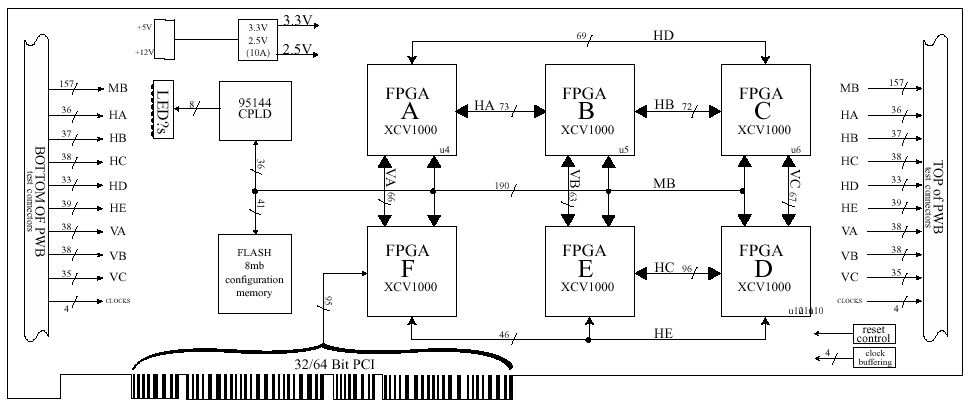 +5V
+12V
3.3V
2.5V
(10A)
3.3V
2.5V
69
HD
BOTTOM OF PWB
test connectors
157 MB
36 HA
37 HB
38 HC
33 HD
39 HE
38 VA
38 VB
35 VC
4 CLOCKS
LED?s
8
95144
CPLD
36
41
FLASH
8mb
configuration
memory
FPGA
A
XCV1000
u4
HA 73
FPGA
B
XCV1000
u5
HB 72
FPGA
C
XCV1000
u6
VA
66
190
VB
63
MB
VC
67
FPGA
F
XCV1000
FPGA
E
XCV1000
HC 96
FPGA
D
XCV1000
95
46
HE
32/64 Bit PCI
MB 157
HA 36
HB 37
HC 38
HD 33
HE 39
VA 38
VB 38
VC 35
CLOCKS 4
TOP of PWB
test connectors
reset
control
4
clock
buffering